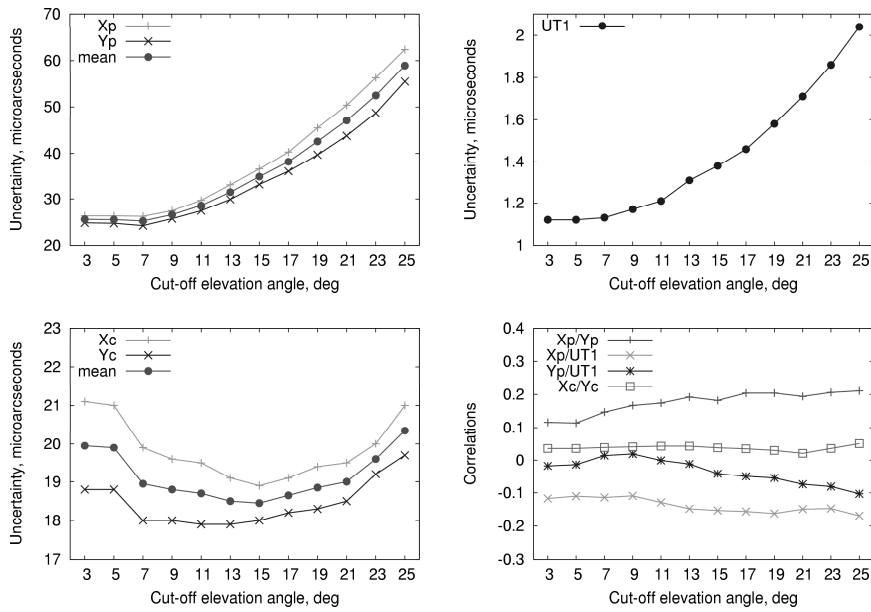 70
60
50
40
30
20
Uncertainty, microarcseconds
Xp
Yp
mean
3 5 7 9 11 13 15 17 19 21 23 25
Cut-off elevation angle, deg
2
1.8
1.6
1.4
1.2
1
Uncertainty, microseconds
UT1
3 5 7 9 11 13 15 17 19 21 23 25
Cut-off elevation angle, deg
23
22
21
20
19
18
17
Uncertainty, microarcseconds
Xc
Yc
mean
3 5 7 9 11 13 15 17 19 21 23 25
Cut-off elevation angle, deg
0.4
0.3
0.2
0.1
0
-0.1
-0.2
-0.3
Correlations
Xp/Yp
Xp/UT1
Yp/UT1
Xc/Yc
3 5 7 9 11 13 15 17 19 21 23 25
Cut-off elevation angle, deg